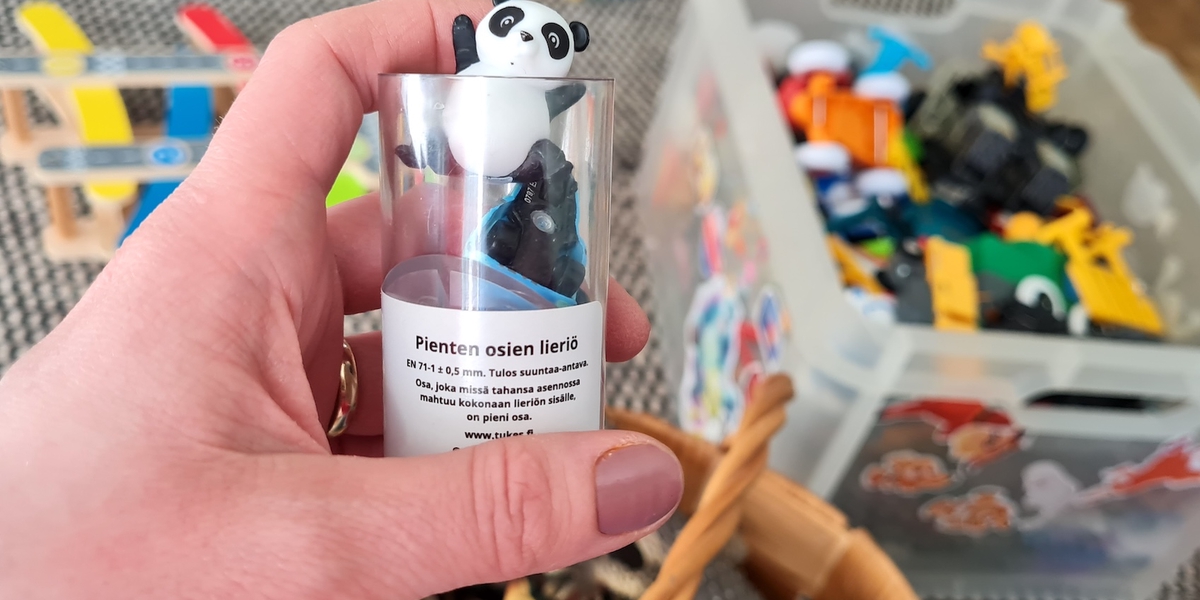 Pienten osien lieriö
EN 71-1 ± 0,5 mm. Tulos suuntaa-antava.
Osa, joka missä tahansa asennossa
mahtuu kokonaan lieriön sisälle,
on pieni osa.
www.tukes.fi